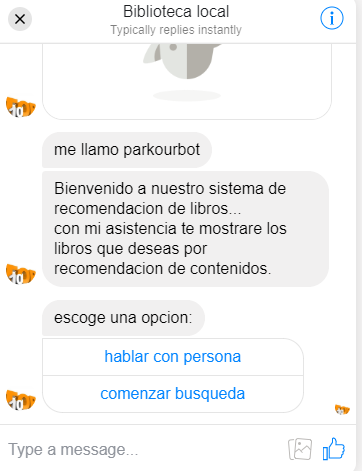 Biblioteca local
Typically replies instantly
me llamo parkourbot
Bienvenido a nuestro sistema de
recomendacion de libros...
con mi asistencia te mostrare los
libros que deseas por
recomendacion de contenidos.
escoge una opcion:
hablar con persona
comenzar busqueda
Type a message...